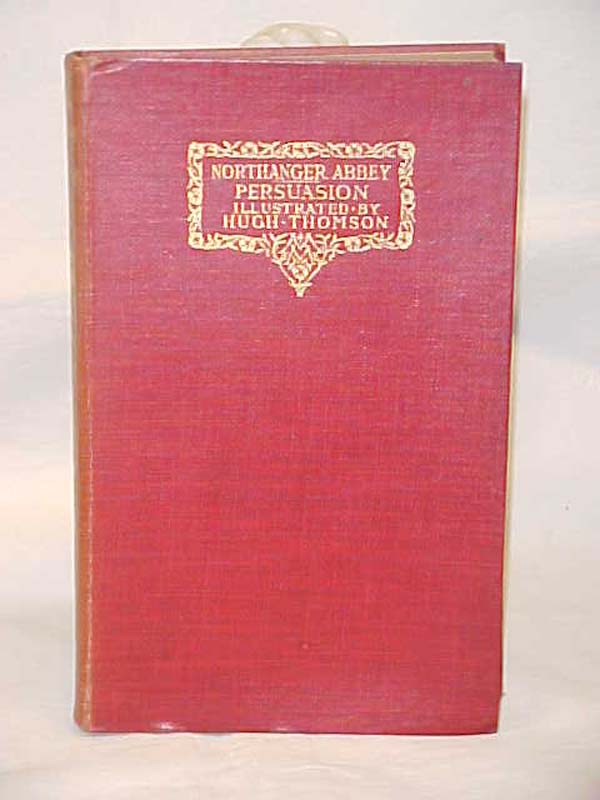 NORTHANGER ABBEY
PERSUASION
ILLUSTRATED·BY
HUGH·THOMSON